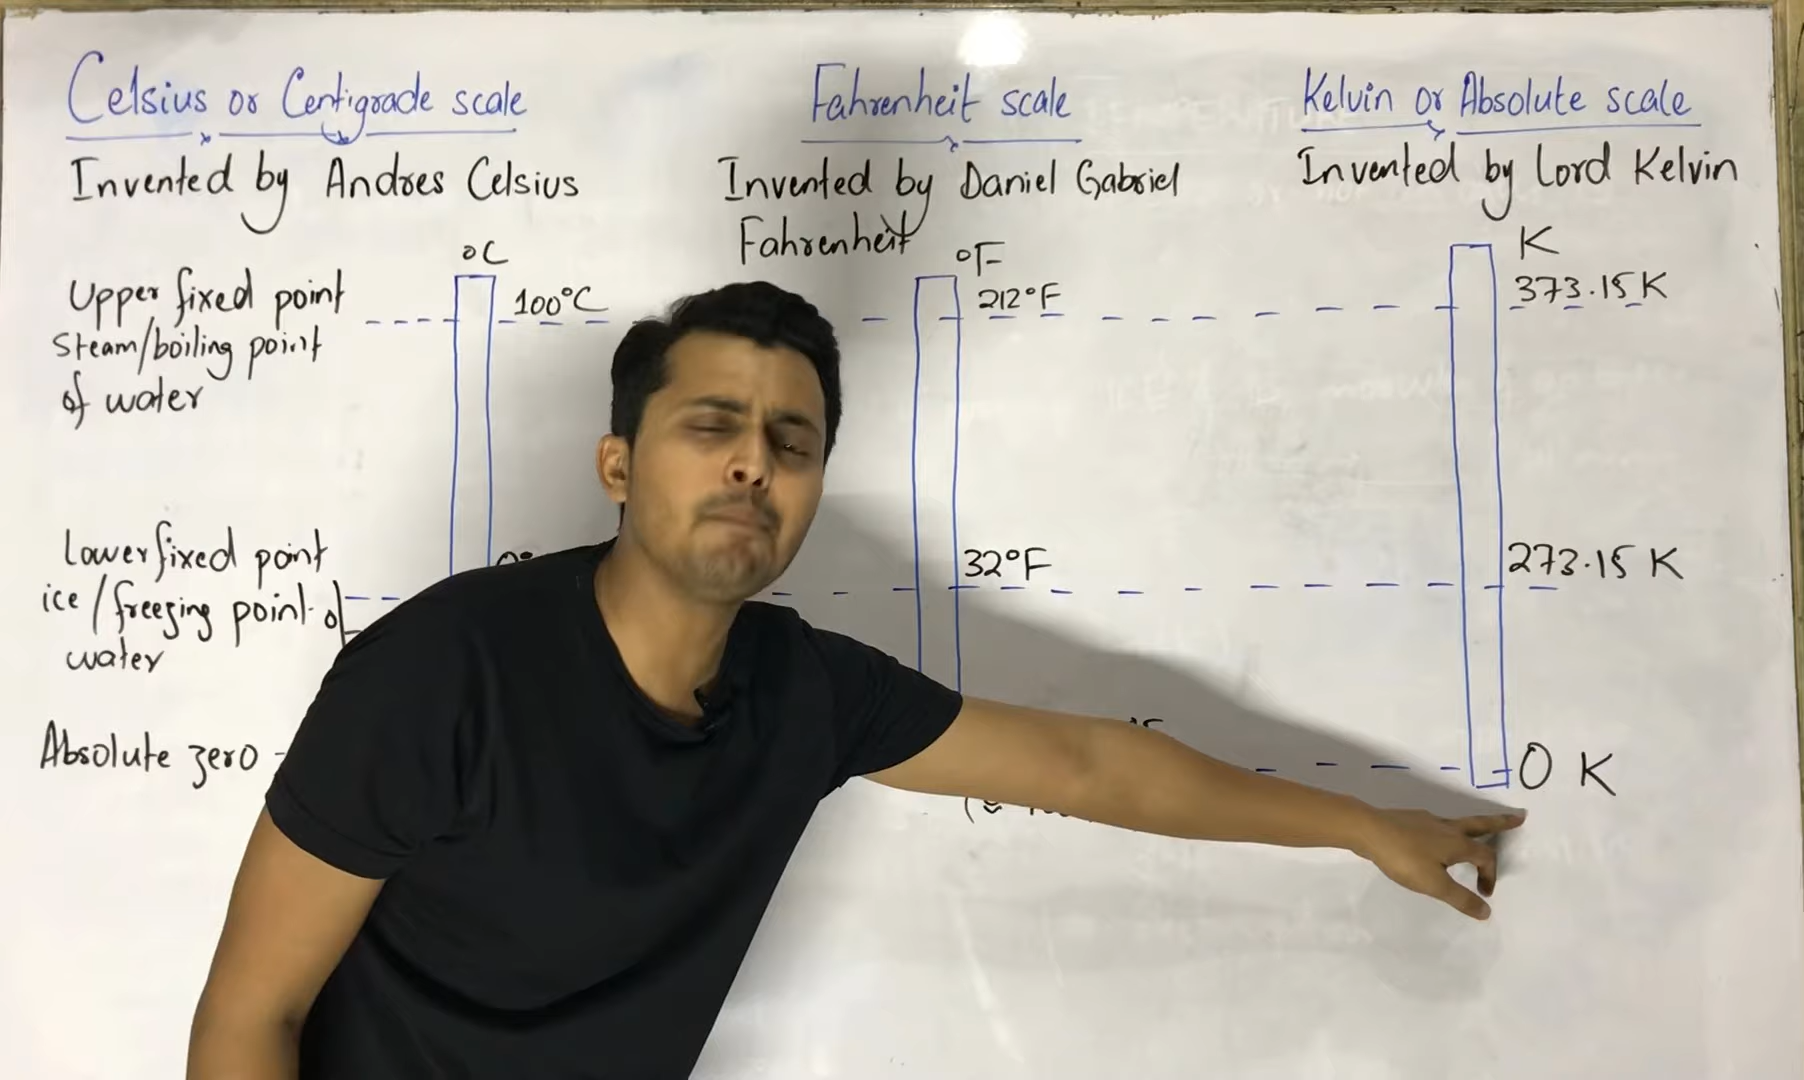 Celsius or Centigrade scale
Invented by Andres Celsius
Fahrenheit scale
Invented by Daniel Gabriel
Fahrenheit
Kelvin or Absolute scale
Invented by Lord Kelvin
°C
°F
K
Upper fixed point
Steam/boiling point
of water
100°C
212°F
373.15 K
Lower fixed point
ice/freezing point of
water
0°
32°F
273.15 K
Absolute zero
0 K